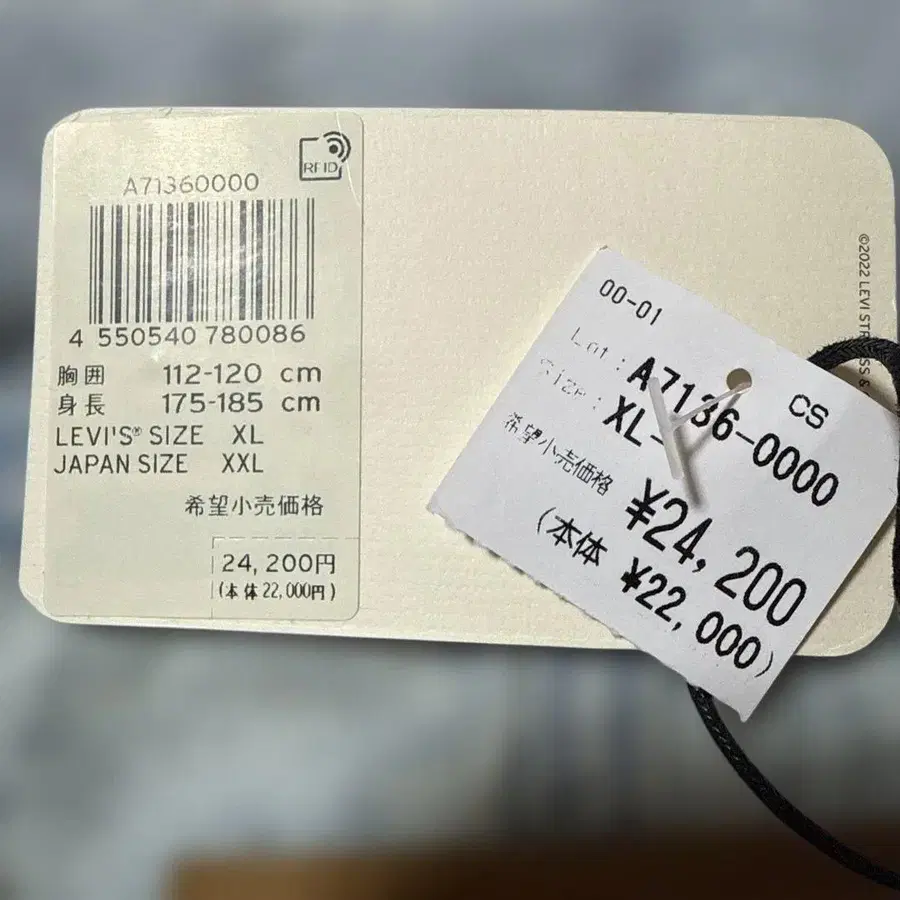 RFID
A71360000
4 550540 780086
胸囲 112-120 cm
身長 175-185 cm
LEVI'S® SIZE XL
JAPAN SIZE XXL
希望小売価格
24,200円
(本体22,000円)
©2022 LEVI STRAUSS &
00-01
CS
Lot: A7136-0000
Size: XL-
希望小売価格
¥24,200
(本体 ¥22,000)